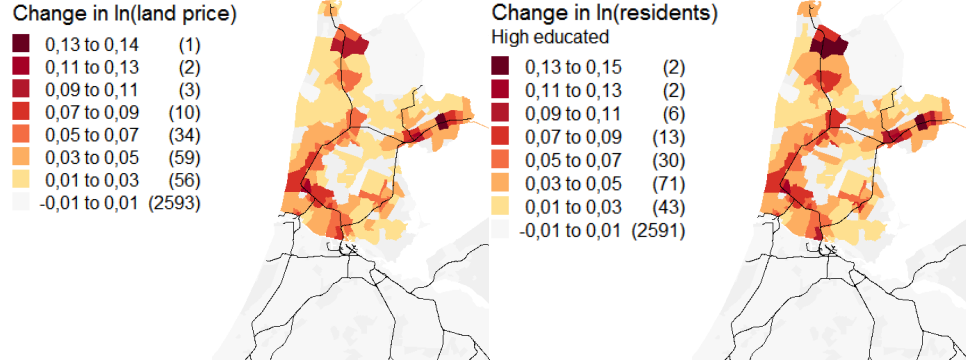 Change in ln(land price)
0,13 to 0,14 (1)
0,11 to 0,13 (2)
0,09 to 0,11 (3)
0,07 to 0,09 (10)
0,05 to 0,07 (34)
0,03 to 0,05 (59)
0,01 to 0,03 (56)
-0,01 to 0,01 (2593)
Change in ln(residents)
High educated
0,13 to 0,15 (2)
0,11 to 0,13 (2)
0,09 to 0,11 (6)
0,07 to 0,09 (13)
0,05 to 0,07 (30)
0,03 to 0,05 (71)
0,01 to 0,03 (43)
-0,01 to 0,01 (2591)